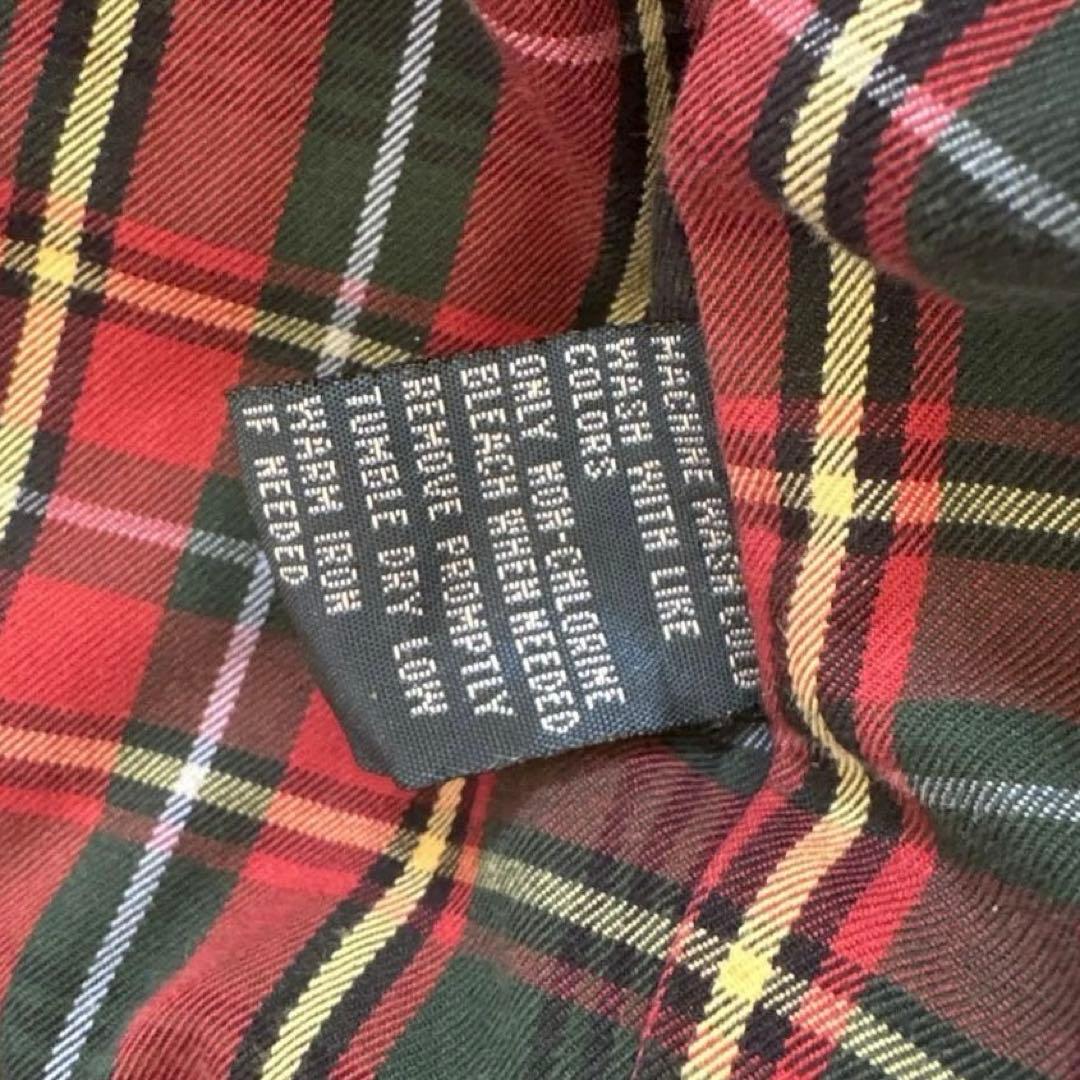 MACHINE WASH COLD
WASH WITH LIKE
COLORS
ONLY NON-CHLORINE
BLEACH WHEN NEEDED
REMOVE PROMPTLY
TUMBLE DRY LOW
WARM IRON
IF NEEDED